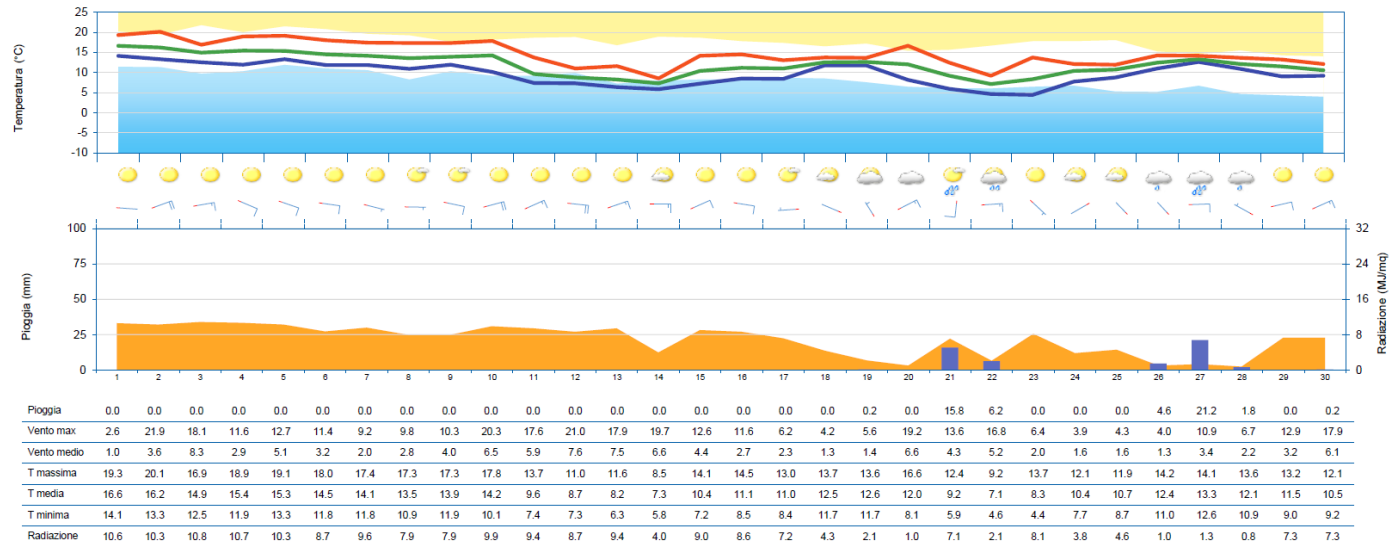 25
20
15
10
5
0
-5
-10
Temperatura (°C)
100
75
50
25
0
Pioggia (mm)
32
24
16
8
0
Radiazione (MJ/mq)
1 2 3 4 5 6 7 8 9 10 11 12 13 14 15 16 17 18 19 20 21 22 23 24 25 26 27 28 29 30
Pioggia 0.0 0.0 0.0 0.0 0.0 0.0 0.0 0.0 0.0 0.0 0.0 0.0 0.0 0.0 0.0 0.0 0.0 0.0 0.2 0.0 15.8 6.2 0.0 0.0 0.0 4.6 21.2 1.8 0.0 0.2
Vento max 2.6 21.9 18.1 11.6 12.7 11.4 9.2 9.8 10.3 20.3 17.6 21.0 17.9 19.7 12.6 11.6 6.2 4.2 5.6 19.2 13.6 16.8 6.4 3.9 4.3 4.0 10.9 6.7 12.9 17.9
Vento medio 1.0 3.6 8.3 2.9 5.1 3.2 2.0 2.8 4.0 6.5 5.9 7.6 7.5 6.6 4.4 2.7 2.3 1.3 1.4 6.6 4.3 5.2 2.0 1.6 1.6 1.3 3.4 2.2 3.2 6.1
T massima 19.3 20.1 16.9 18.9 19.1 18.0 17.4 17.3 17.3 17.8 13.7 11.0 11.6 8.5 14.1 14.5 13.0 13.7 13.6 16.6 12.4 9.2 13.7 12.1 11.9 14.2 14.1 13.6 13.2 12.1
T media 16.6 16.2 14.9 15.4 15.3 14.5 14.1 13.5 13.9 14.2 9.6 8.7 8.2 7.3 10.4 11.1 11.0 12.5 12.6 12.0 9.2 7.1 8.3 10.4 10.7 12.4 13.3 12.1 11.5 10.5
T minima 14.1 13.3 12.5 11.9 13.3 11.8 11.8 10.9 11.9 10.1 7.4 7.3 6.3 5.8 7.2 8.5 8.4 11.7 11.7 8.1 5.9 4.6 4.4 7.7 8.7 11.0 12.6 10.9 9.0 9.2
Radiazione 10.6 10.3 10.8 10.7 10.3 8.7 9.6 7.9 7.9 9.9 9.4 8.7 9.4 4.0 9.0 8.6 7.2 4.3 2.1 1.0 7.1 2.1 8.1 3.8 4.6 1.0 1.3 0.8 7.3 7.3